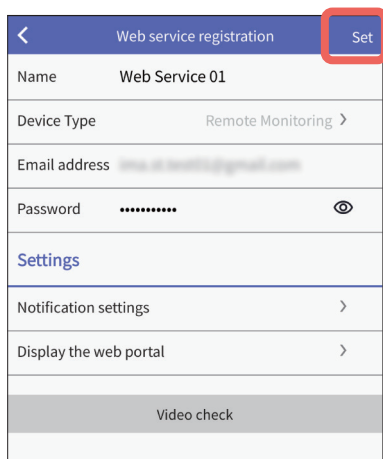 Web service registration Set
Name Web Service 01
Device Type Remote Monitoring
Email address
Password •••••••••••
Settings
Notification settings
Display the web portal
Video check